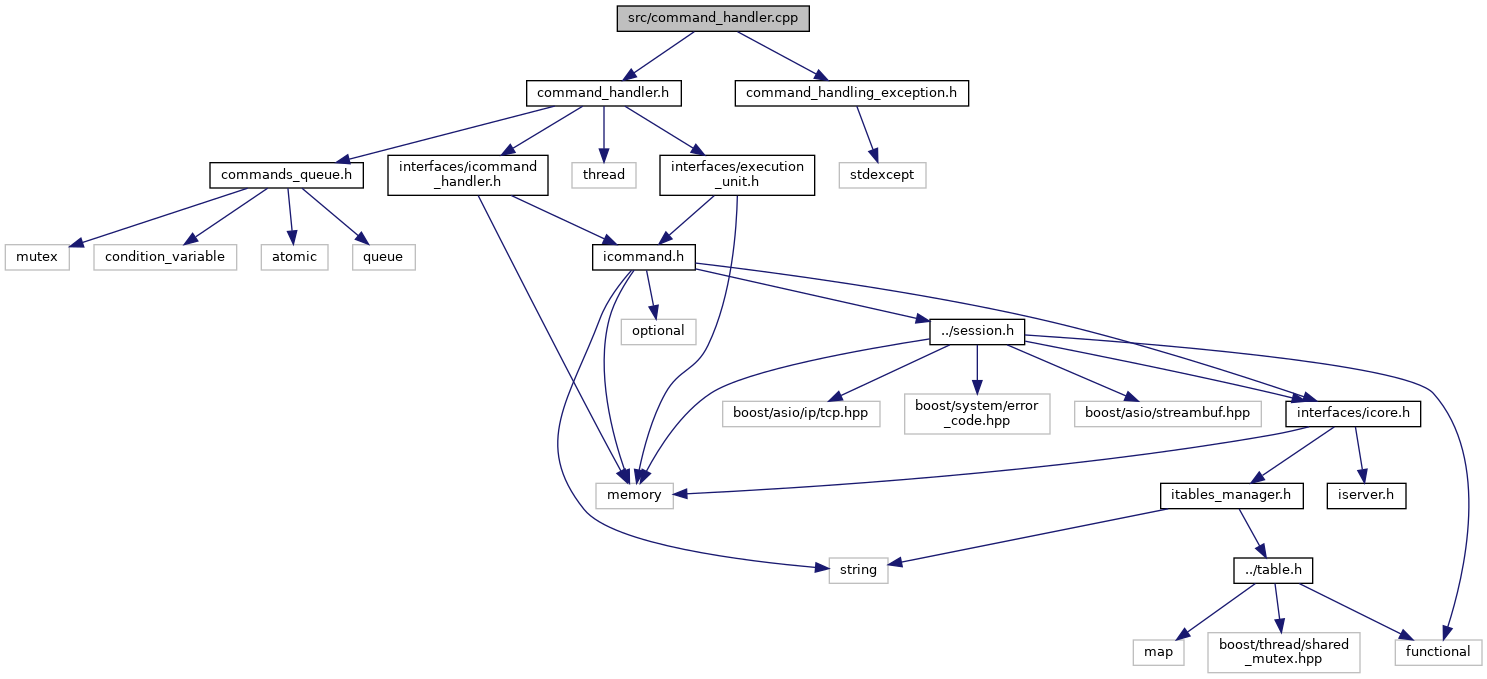 src/command_handler.cpp
command_handler.h
command_handling_exception.h
commands_queue.h
interfaces/icommand
_handler.h
thread
interfaces/execution
_unit.h
stdexcept
mutex
condition_variable
atomic
queue
icommand.h
optional
../session.h
boost/asio/ip/tcp.hpp
boost/system/error
_code.hpp
boost/asio/streambuf.hpp
interfaces/icore.h
memory
itables_manager.h
iserver.h
string
../table.h
map
boost/thread/shared
_mutex.hpp
functional